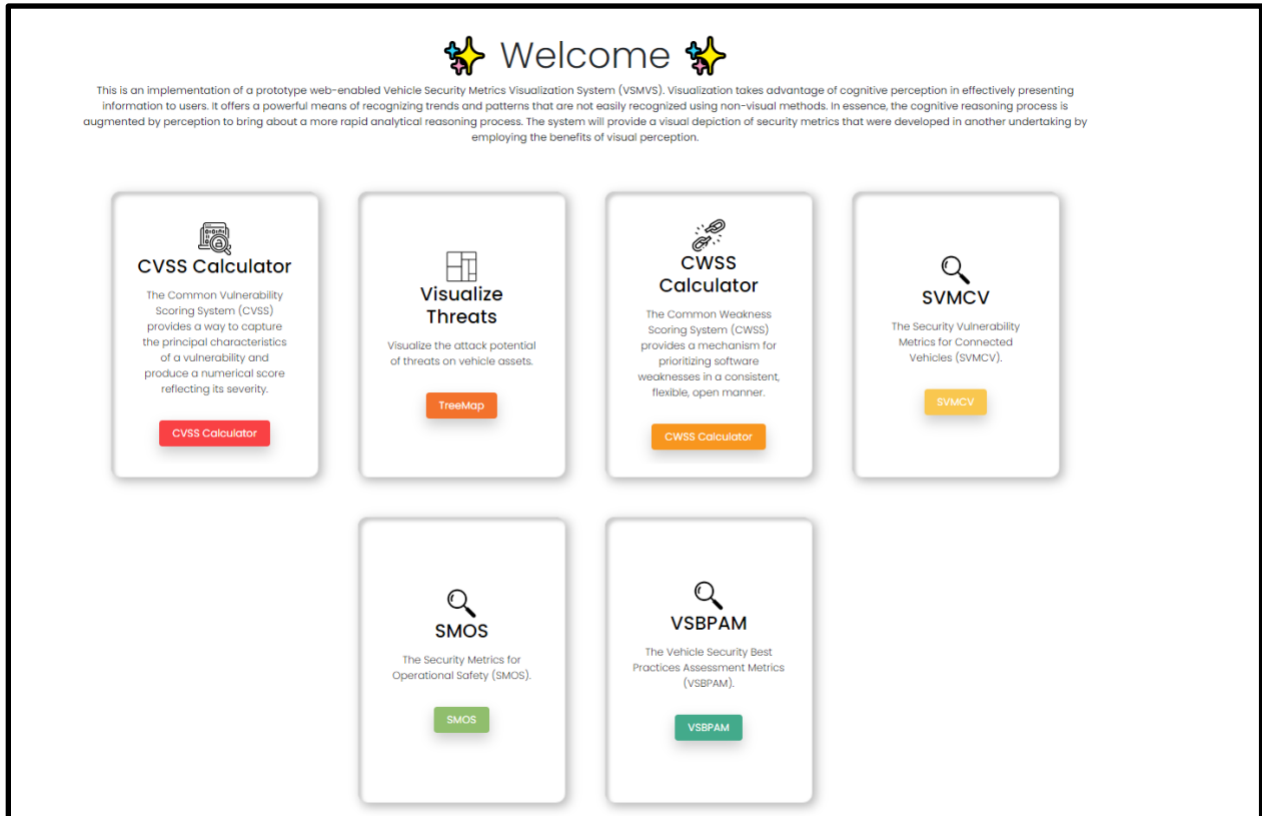 Welcome
This is an implementation of a prototype web-enabled Vehicle Security Metrics Visualization System (VSMVS). Visualization takes advantage of cognitive perception in effectively presenting
information to users. It offers a powerful means of recognizing trends and patterns that are not easily recognized using non-visual methods. In essence, the cognitive reasoning process is
augmented by perception to bring about a more rapid analytical reasoning process. The system will provide a visual depiction of security metrics that were developed in another undertaking by
employing the benefits of visual perception.
CVSS Calculator
The Common Vulnerability
Scoring System (CVSS)
provides a way to capture
the principal characteristics
of a vulnerability and
produce a numerical score
reflecting its severity.
CVSS Calculator
Visualize
Threats
Visualize the attack potential
of threats on vehicle assets.
TreeMap
CWSS
Calculator
The Common Weakness
Scoring System (CWSS)
provides a mechanism for
prioritizing software
weaknesses in a consistent,
flexible, open manner.
CWSS Calculator
SVMCV
The Security Vulnerability
Metrics for Connected
Vehicles (SVMCV).
SVMCV
SMOS
The Security Metrics for
Operational Safety (SMOS).
SMOS
VSBPAM
The Vehicle Security Best
Practices Assessment Metrics
(VSBPAM).
VSBPAM